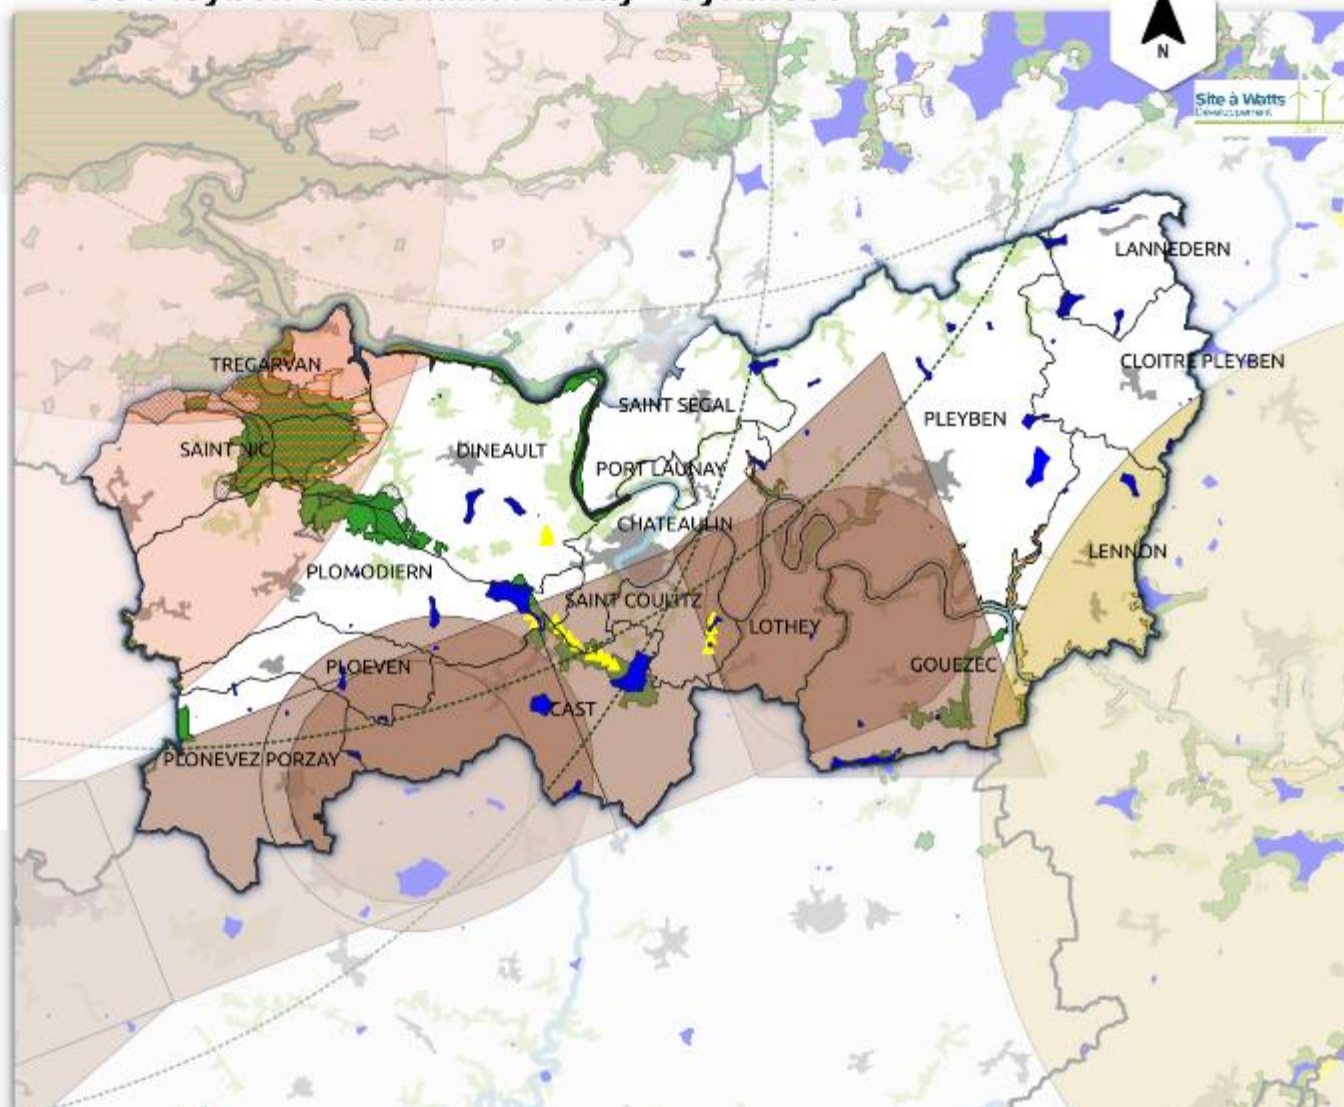 N
Site à Watts
Développement
LANNEDERN
TREGARVAN
CLOITRE PLEYBEN
SAINT SEGAL
PLEYBEN
SAINT NIC
DINEAULT
PORT LAUNAY
CHATEAULIN
LENNON
PLOMODIERN
SAINT COULITZ
LOTHEY
PLOEVEN
GOUEZEC
CAST
PLONEVEZ PORZAY